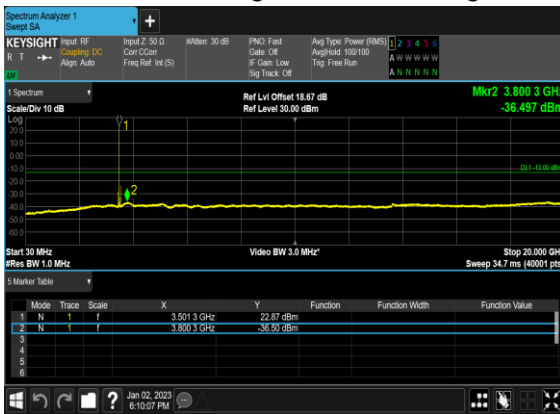 Spectrum Analyzer 1
Swept SA
KEYSIGHT Input: RF Input Z: 50 Ω #Atten: 30 dB PNO: Fast Avg Type: Power (RMS) 1 2 3 4 5 6
R T Coupling: DC Corr CCorr Gate: Off Avg|Hold: 100/100 A W W W W W
Align: Auto Freq Ref: Int (S) IF Gain: Low Trig: Free Run
Sig Track: Off A N N N N N
1 Spectrum Ref Lvl Offset 18.67 dB Mkr2 3.800 3 GHz
Scale/Div 10 dB Ref Level 30.00 dBm -36.497 dBm
Log
1
20.0
10.0
0.00
-10.0
DL1 -13.00 dBm
-20.0
-30.0
2
-40.0
-50.0
-60.0
Start 30 MHz Video BW 3.0 MHz* Stop 20.000 GH
#Res BW 1.0 MHz Sweep 34.7 ms (40001 pts
5 Marker Table
Mode Trace Scale X Y Function Function Width Function Value
1 N 1 f 3.501 3 GHz 22.87 dBm
2 N 1 f 3.800 3 GHz -36.50 dBm
3
4
5
6
? Jan 02, 2023
6:10:07 PM